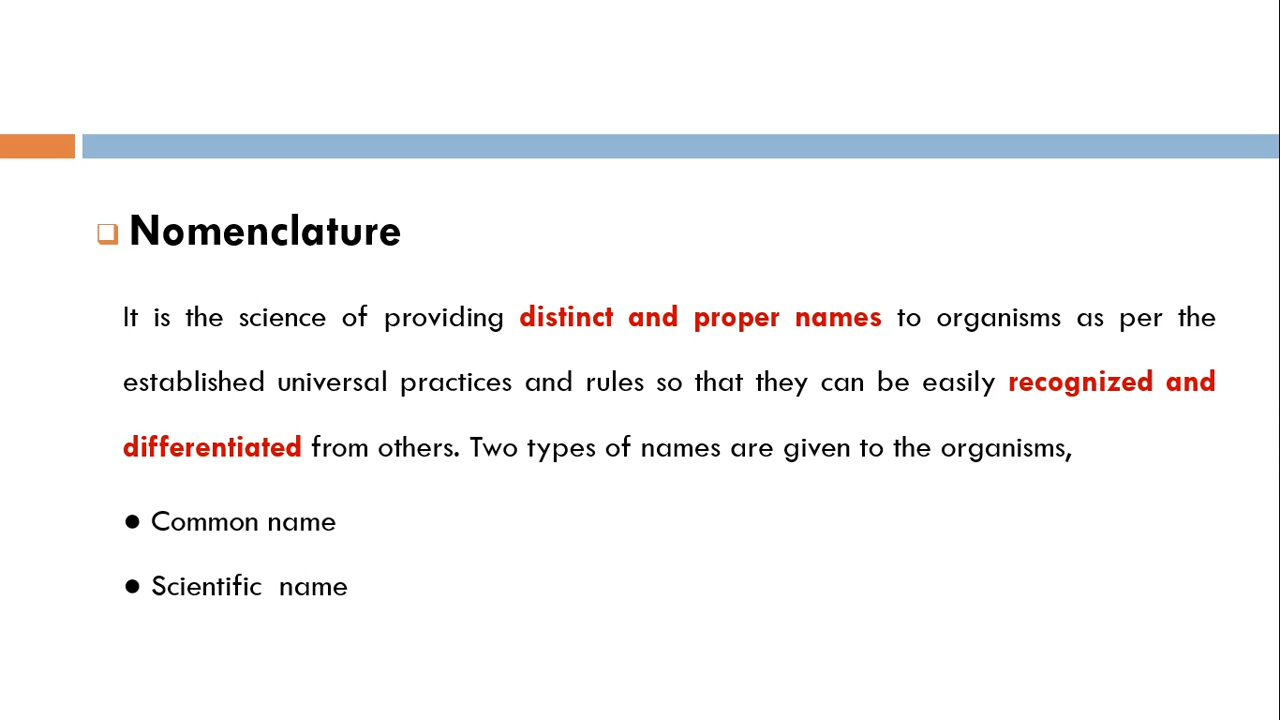 Nomenclature
It is the science of providing distinct and proper names to organisms as per the
established universal practices and rules so that they can be easily recognized and
differentiated from others. Two types of names are given to the organisms,
● Common name
● Scientific name